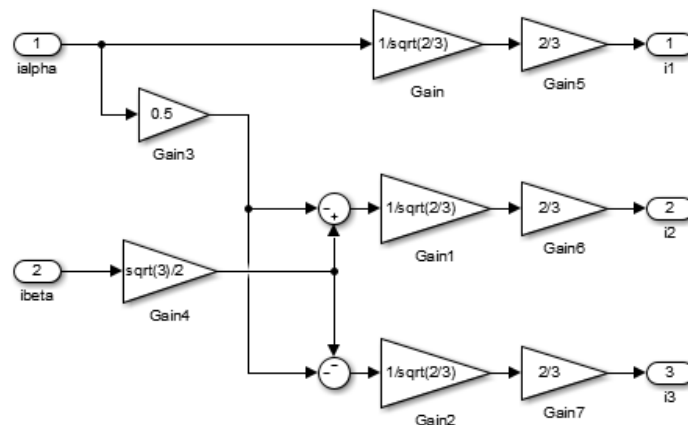 1
ialpha
1/sqrt(2/3)
Gain
2/3
Gain5
1
i1
0.5
Gain3
-
+
1/sqrt(2/3)
Gain1
2/3
Gain6
2
i2
2
ibeta
sqrt(3)/2
Gain4
-
-
1/sqrt(2/3)
Gain2
2/3
Gain7
3
i3